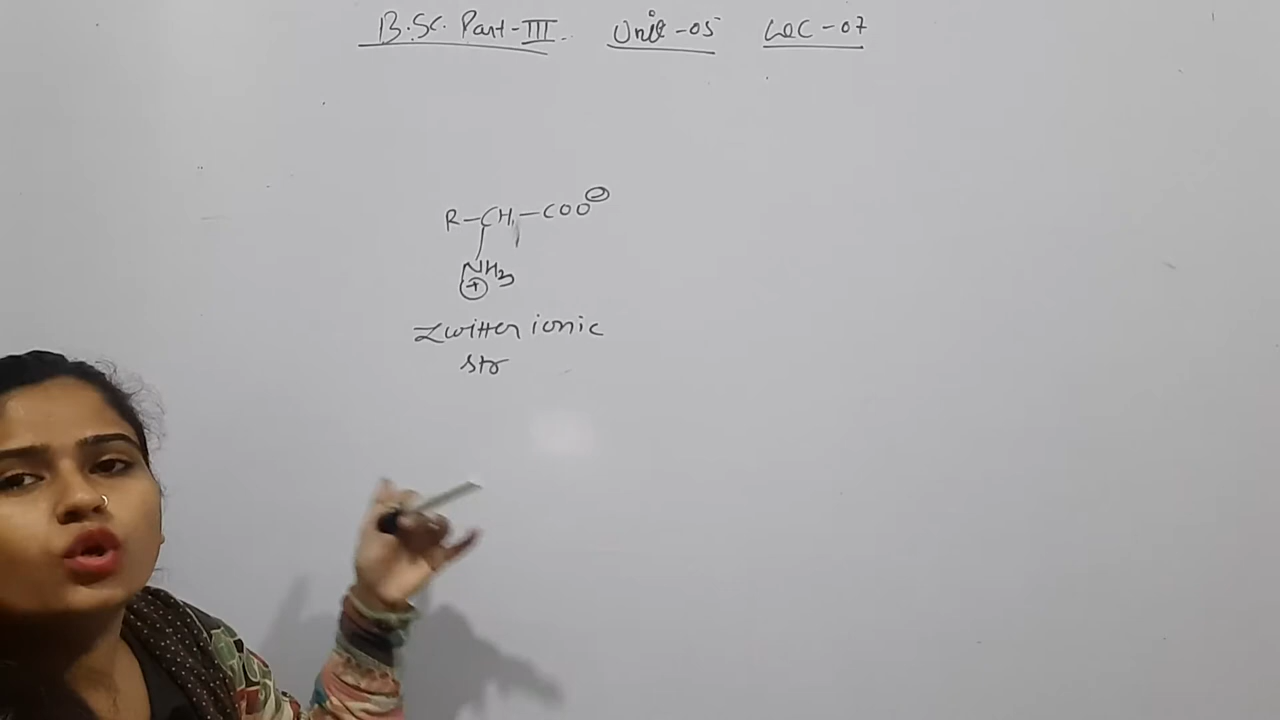 B.Sc. Part-III. Unit-05 Lec-07
R-CH-COO⊖
NH3
⊕
Zwitter ionic
str